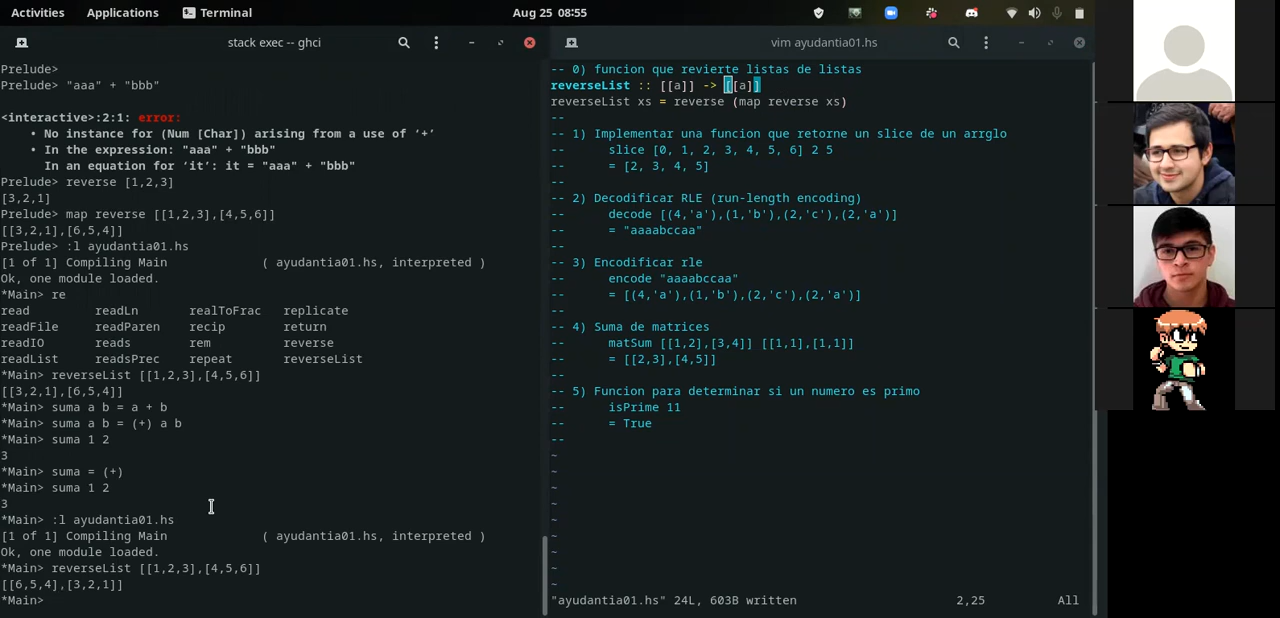 Activities Applications Terminal Aug 25 08:55
stack exec -- ghci
Prelude>
Prelude> "aaa" + "bbb"
<interactive>:2:1: error:
• No instance for (Num [Char]) arising from a use of ‘+’
• In the expression: "aaa" + "bbb"
In an equation for ‘it’: it = "aaa" + "bbb"
Prelude> reverse [1,2,3]
[3,2,1]
Prelude> map reverse [[1,2,3],[4,5,6]]
[[3,2,1],[6,5,4]]
Prelude> :l ayudantia01.hs
[1 of 1] Compiling Main ( ayudantia01.hs, interpreted )
Ok, one module loaded.
*Main> re
read readLn realToFrac replicate
readFile readParen recip return
readIO reads rem reverse
readList readsPrec repeat reverseList
*Main> reverseList [[1,2,3],[4,5,6]]
[[3,2,1],[6,5,4]]
*Main> suma a b = a + b
*Main> suma a b = (+) a b
*Main> suma 1 2
3
*Main> suma = (+)
*Main> suma 1 2
3
*Main> :l ayudantia01.hs
[1 of 1] Compiling Main ( ayudantia01.hs, interpreted )
Ok, one module loaded.
*Main> reverseList [[1,2,3],[4,5,6]]
[[6,5,4],[3,2,1]]
*Main>
vim ayudantia01.hs
-- 0) funcion que revierte listas de listas
reverseList :: [[a]] -> [[a]]
reverseList xs = reverse (map reverse xs)
--
-- 1) Implementar una funcion que retorne un slice de un arrglo
-- slice [0, 1, 2, 3, 4, 5, 6] 2 5
-- = [2, 3, 4, 5]
--
-- 2) Decodificar RLE (run-length encoding)
-- decode [(4,'a'),(1,'b'),(2,'c'),(2,'a')]
-- = "aaaabccaa"
--
-- 3) Encodificar rle
-- encode "aaaabccaa"
-- = [(4,'a'),(1,'b'),(2,'c'),(2,'a')]
--
-- 4) Suma de matrices
-- matSum [[1,2],[3,4]] [[1,1],[1,1]]
-- = [[2,3],[4,5]]
--
-- 5) Funcion para determinar si un numero es primo
-- isPrime 11
-- = True
--
~
~
~
~
~
~
~
~
~
"ayudantia01.hs" 24L, 603B written 2,25 All